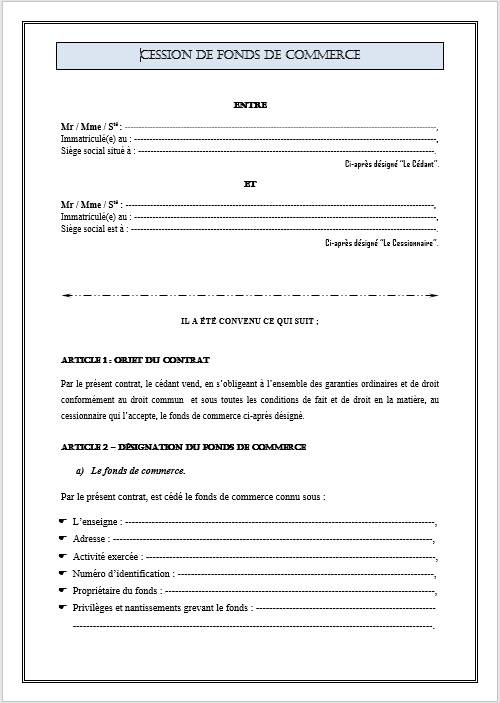 CESSION DE FONDS DE COMMERCE
ENTRE
Mr / Mme / Sté : ------------------------------------------------,
Immatriculé(e) au : ------------------------------------------------,
Siège social situé à : ------------------------------------------------.
Ci-après désigné "Le Cédant".
ET
Mr / Mme / Sté : ------------------------------------------------,
Immatriculé(e) au : ------------------------------------------------,
Siège social est à : ------------------------------------------------.
Ci-après désigné "Le Cessionnaire".
IL A ÉTÉ CONVENU CE QUI SUIT ;
ARTICLE 1 : OBJET DU CONTRAT
Par le présent contrat, le cédant vend, en s'obligeant à l'ensemble des garanties ordinaires et de droit
conformément au droit commun et sous toutes les conditions de fait et de droit en la matière, au
cessionnaire qui l'accepte, le fonds de commerce ci-après désigné.
ARTICLE 2 – DÉSIGNATION DU FONDS DE COMMERCE
a) Le fonds de commerce.
Par le présent contrat, est cédé le fonds de commerce connu sous :
L'enseigne : ------------------------------------------------,
Adresse : ------------------------------------------------,
Activité exercée : ------------------------------------------------,
Numéro d'identification : ------------------------------------------------,
Propriétaire du fonds : ------------------------------------------------,
Privilèges et nantissements grevant le fonds : ------------------------------------------------
------------------------------------------------.